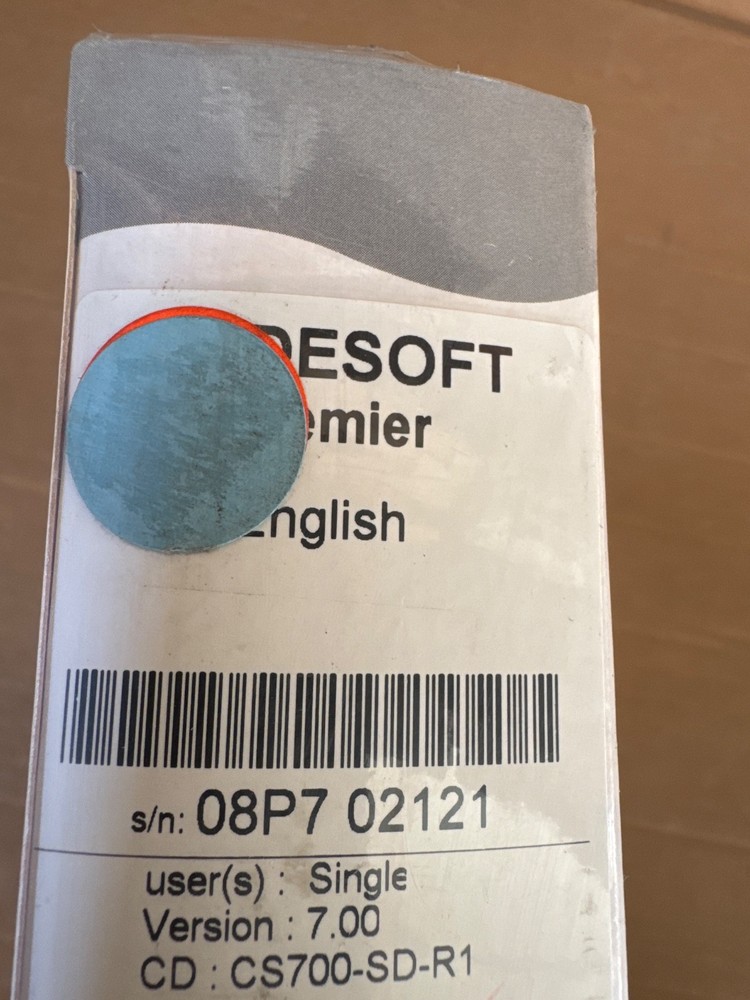 DESOFT
emier
English
s/n: 08P7 02121
user(s) : Single
Version : 7.00
CD : CS700-SD-R1